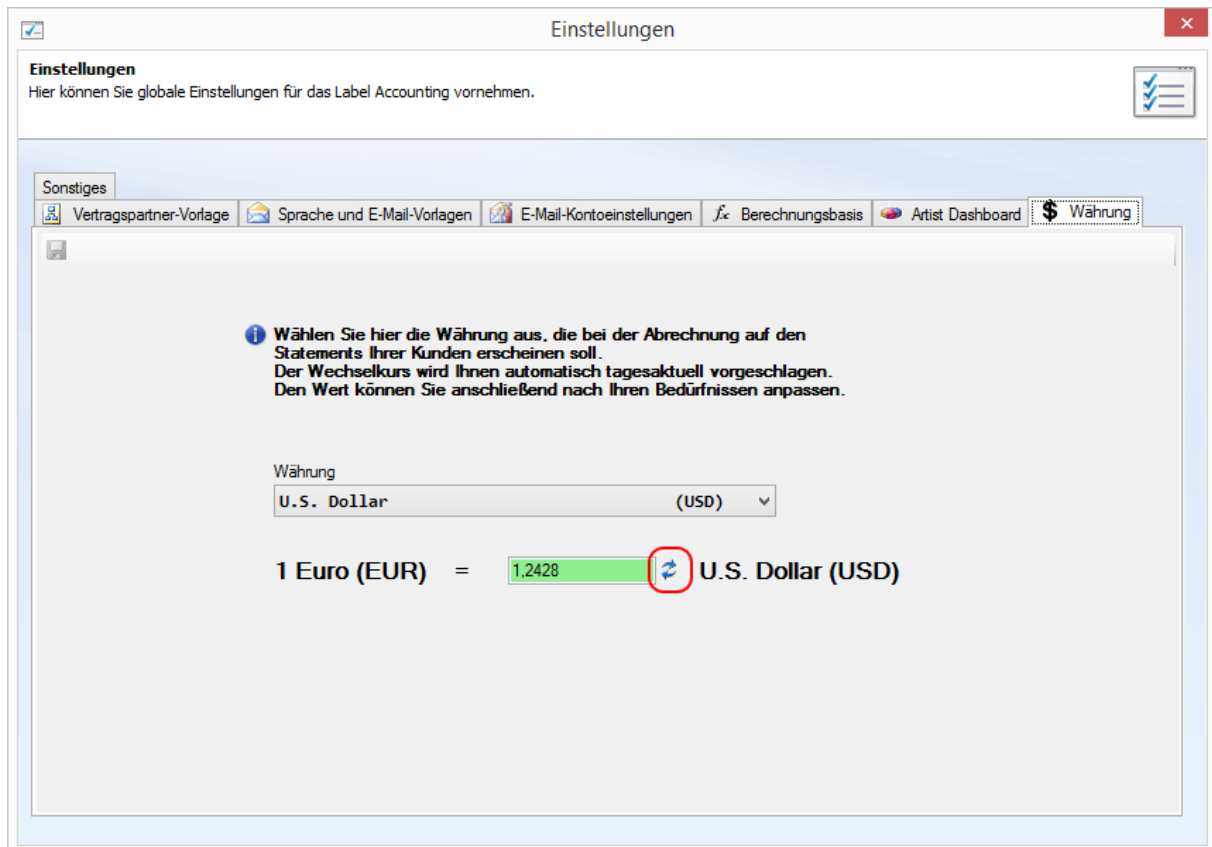 Einstellungen
Einstellungen
Hier können Sie globale Einstellungen für das Label Accounting vornehmen.
Sonstiges
Vertragspartner-Vorlage Sprache und E-Mail-Vorlagen E-Mail-Kontoeinstellungen Berechnungsbasis Artist Dashboard Währung
Wählen Sie hier die Währung aus, die bei der Abrechnung auf den
Statements Ihrer Kunden erscheinen soll.
Der Wechselkurs wird Ihnen automatisch tagesaktuell vorgeschlagen.
Den Wert können Sie anschließend nach Ihren Bedürfnissen anpassen.
Währung
U.S. Dollar (USD)
1 Euro (EUR) = 1,2428 U.S. Dollar (USD)